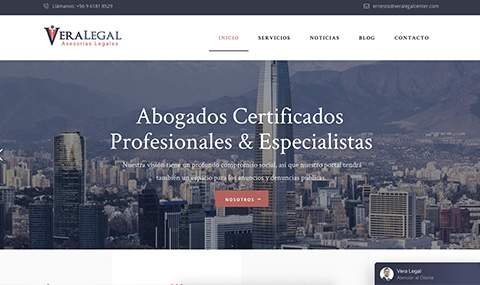 Llámanos: +56 9 6181 8529
ernesto@veralegalcenter.com
VERALEGAL
Asesorías Legales
INICIO SERVICIOS NOTICIAS BLOG CONTACTO
Abogados Certificados
Profesionales & Especialistas
Nuestra visión tiene un profundo compromiso social, así que nuestro portal tendrá
también un espacio para los anuncios y denuncias públicas.
NOSOTROS →
Vera Legal
Atención al Cliente